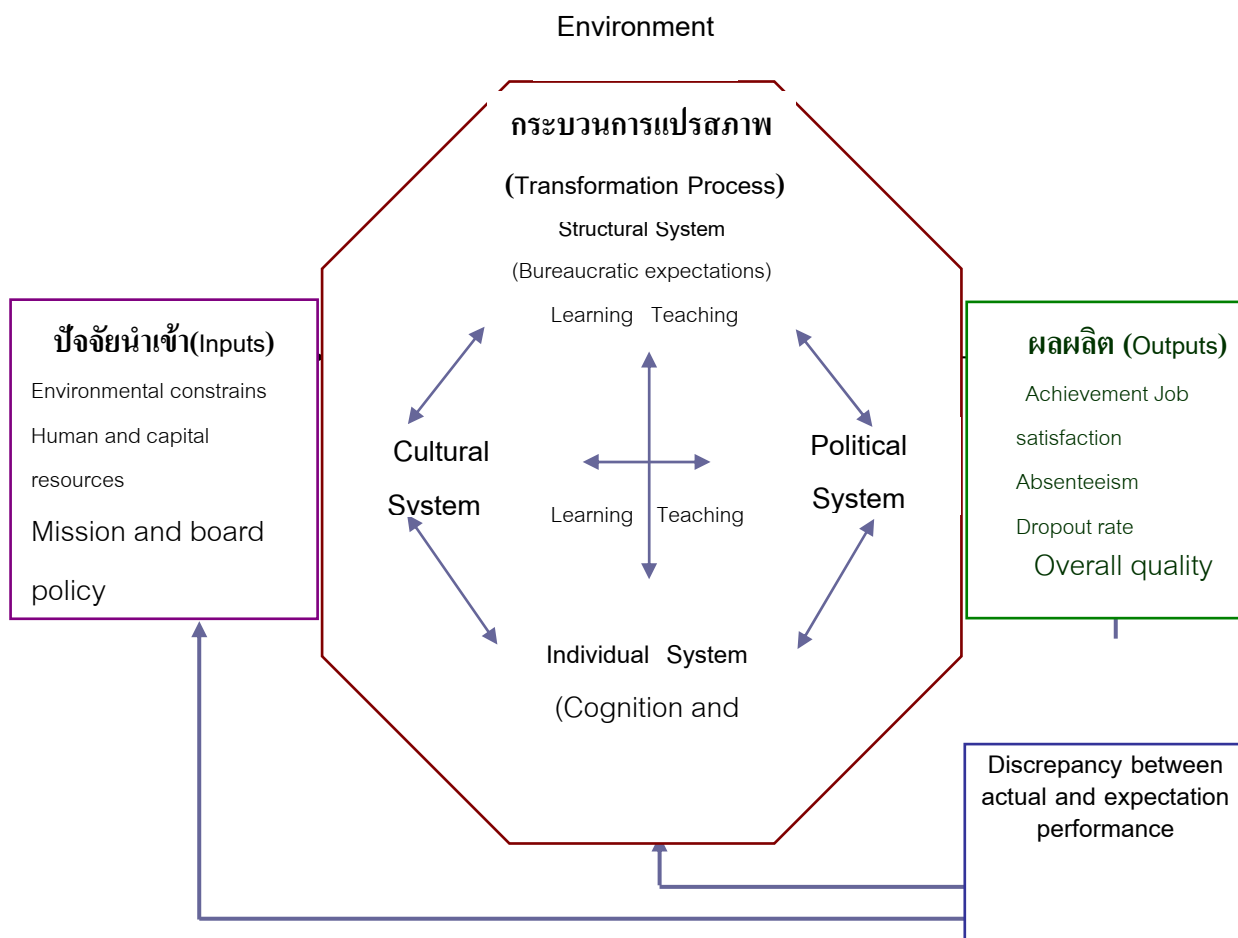 Environment
กระบวนการแปรสภาพ
(Transformation Process)
Structural System
(Bureaucratic expectations)
Learning Teaching
ปัจจัยนำเข้า(Inputs)
Environmental constrains
Human and capital
resources
Mission and board
policy
Cultural
System
Political
System
Learning Teaching
Individual System
(Cognition and
ผลผลิต (Outputs)
Achievement Job
satisfaction
Absenteeism
Dropout rate
Overall quality
Discrepancy between
actual and expectation
performance